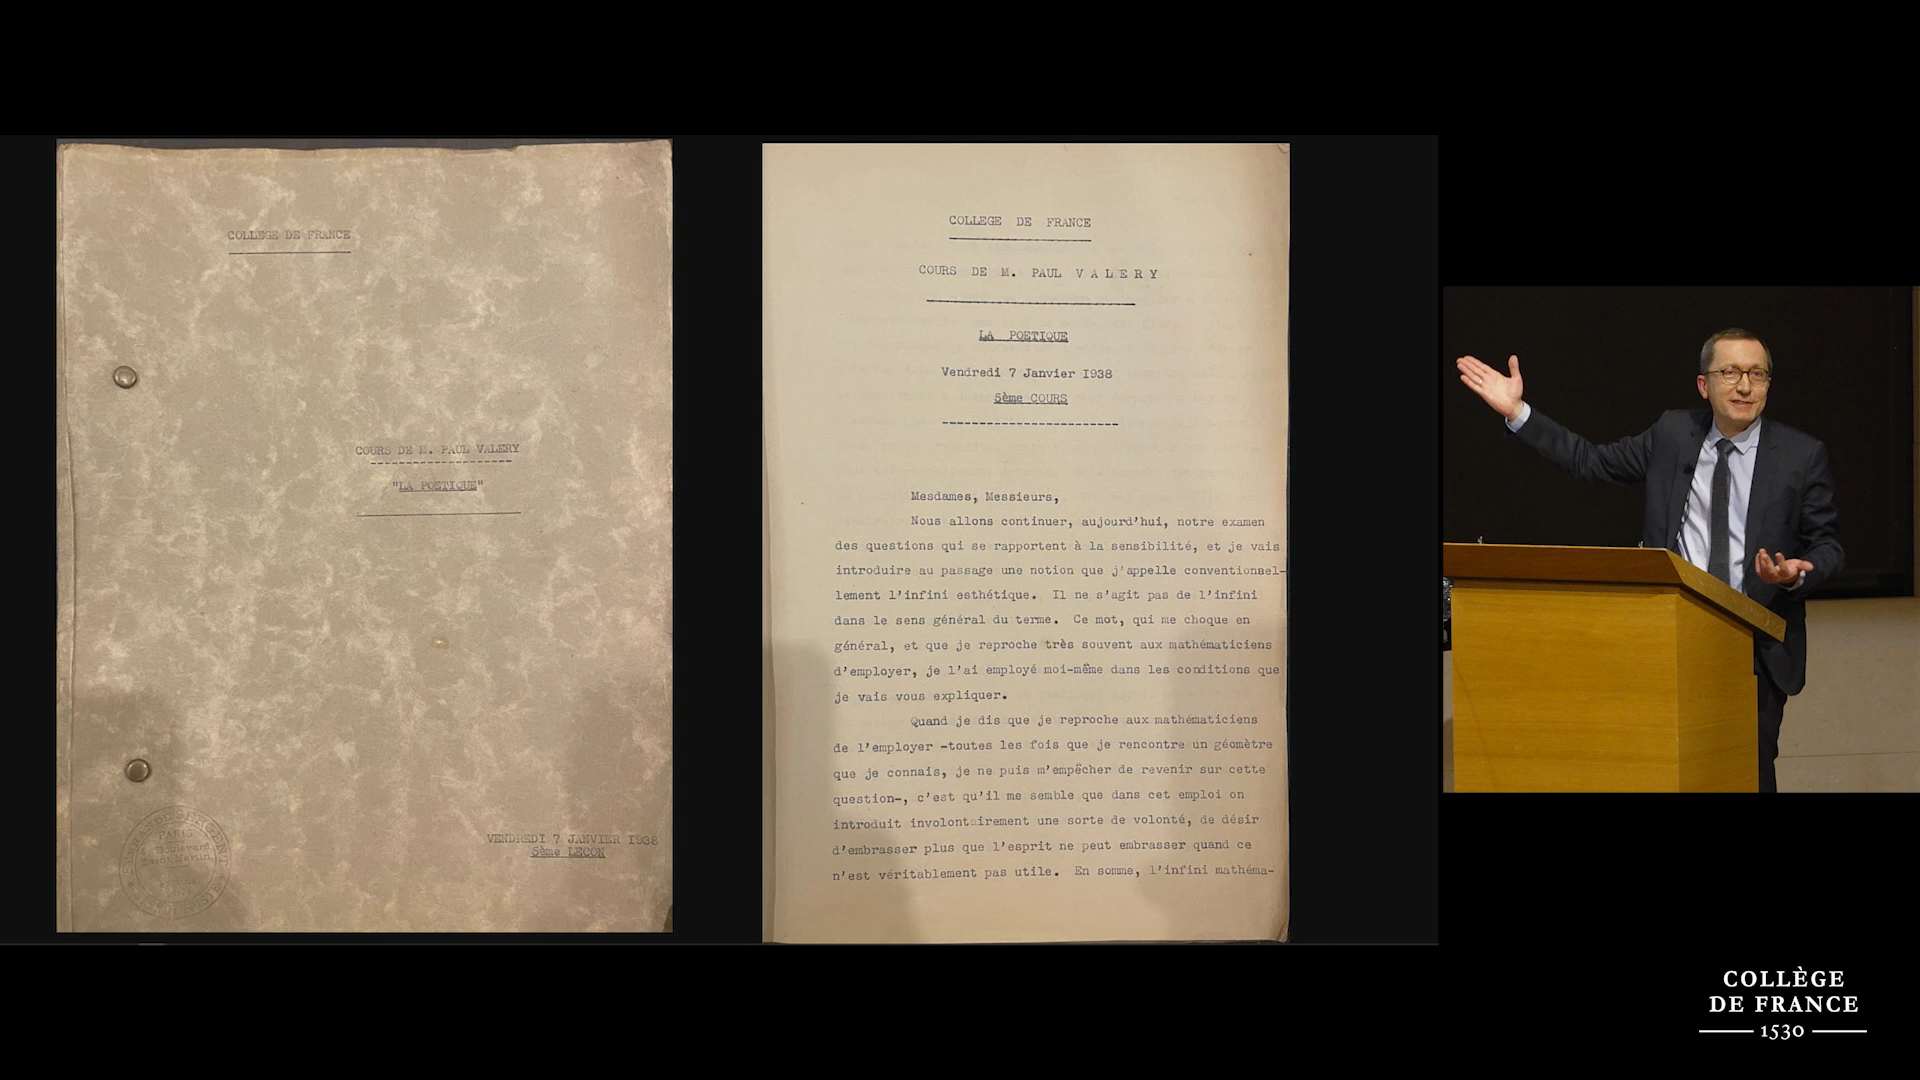 COLLEGE DE FRANCE
COURS DE M. PAUL VALERY
"LA POETIQUE"
PARIS
Boulevard
Saint Martin
VENDREDI 7 JANVIER 1938
5ème LECON
COLLEGE DE FRANCE
COURS DE M. PAUL VALERY
LA POETIQUE
Vendredi 7 Janvier 1938
5ème COURS
Mesdames, Messieurs,
Nous allons continuer, aujourd'hui, notre examen
des questions qui se rapportent à la sensibilité, et je vais
introduire au passage une notion que j'appelle conventionnel-
lement l'infini esthétique. Il ne s'agit pas de l'infini
dans le sens général du terme. Ce mot, qui me choque en
général, et que je reproche très souvent aux mathématiciens
d'employer, je l'ai employé moi-même dans les conditions que
je vais vous expliquer.
Quand je dis que je reproche aux mathématiciens
de l'employer -toutes les fois que je rencontre un géomètre
que je connais, je ne puis m'empêcher de revenir sur cette
question-, c'est qu'il me semble que dans cet emploi on
introduit involontairement une sorte de volonté, de désir
d'embrasser plus que l'esprit ne peut embrasser quand ce
n'est véritablement pas utile. En somme, l'infini mathéma-
COLLÈGE
DE FRANCE
1530